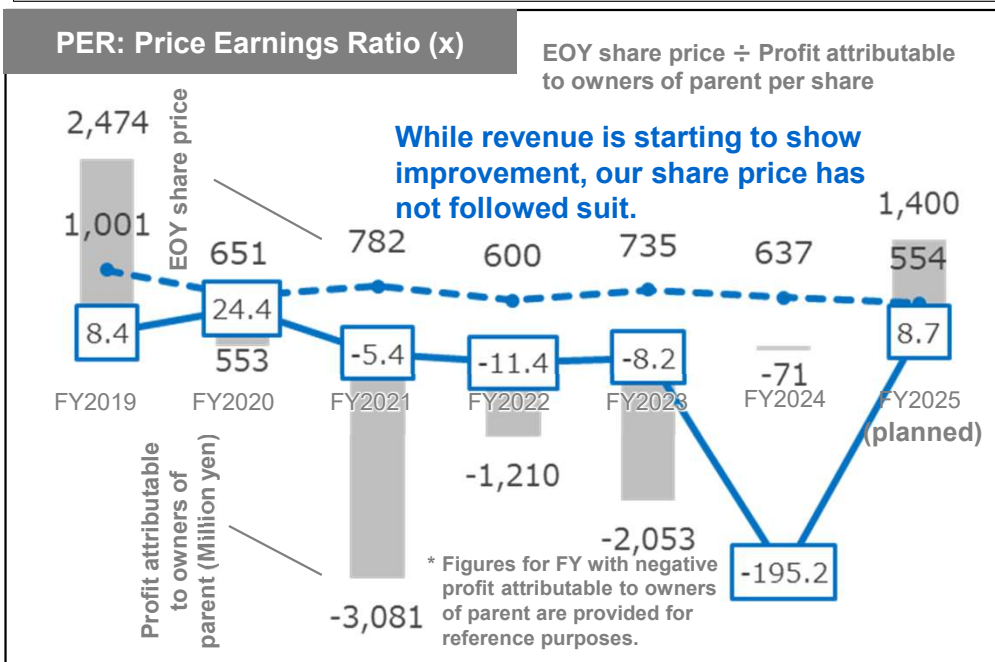 PER: Price Earnings Ratio (x)
EOY share price ÷ Profit attributable
to owners of parent per share
While revenue is starting to show
improvement, our share price has
not followed suit.
EOY share price
2,474
1,001
651
782
600
735
637
1,400
554
8.4
24.4
-5.4
-11.4
-8.2
-195.2
8.7
553
-3,081
-1,210
-2,053
-71
FY2019
FY2020
FY2021
FY2022
FY2023
FY2024
FY2025
(planned)
Profit attributable
to owners of
parent (Million yen)
* Figures for FY with negative
profit attributable to owners
of parent are provided for
reference purposes.